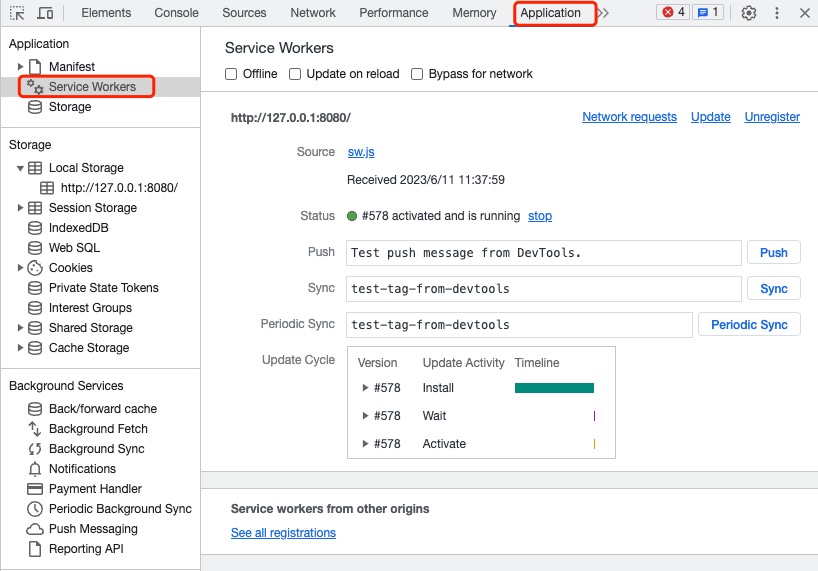 Elements Console Sources Network Performance Memory Application 4 1
Application
Manifest
Service Workers
Storage
Storage
Local Storage
http://127.0.0.1:8080/
Session Storage
IndexedDB
Web SQL
Cookies
Private State Tokens
Interest Groups
Shared Storage
Cache Storage
Background Services
Back/forward cache
Background Fetch
Background Sync
Notifications
Payment Handler
Periodic Background Sync
Push Messaging
Reporting API
Service Workers
Offline Update on reload Bypass for network
http://127.0.0.1:8080/ Network requests Update Unregister
Source sw.js
Received 2023/6/11 11:37:59
Status #578 activated and is running stop
Push Test push message from DevTools. Push
Sync test-tag-from-devtools Sync
Periodic Sync test-tag-from-devtools Periodic Sync
Update Cycle Version Update Activity Timeline
#578 Install
#578 Wait
#578 Activate
Service workers from other origins
See all registrations